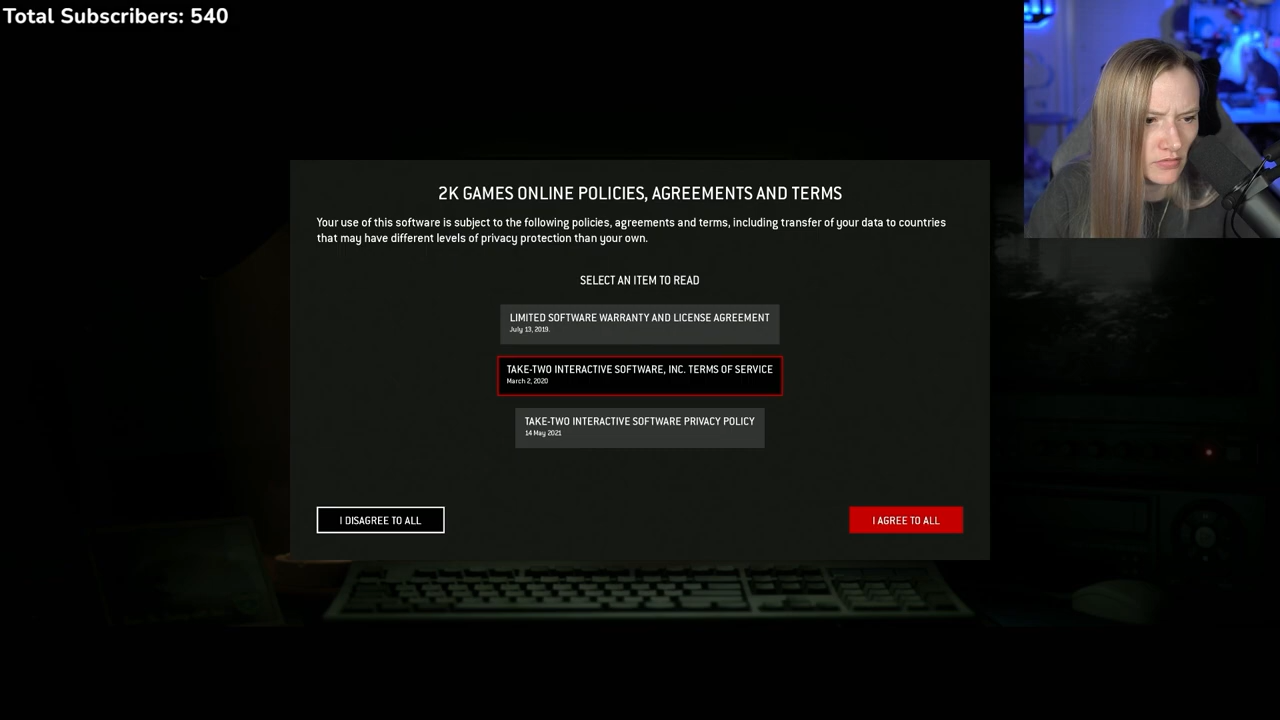 Total Subscribers: 540
2K GAMES ONLINE POLICIES, AGREEMENTS AND TERMS
Your use of this software is subject to the following policies, agreements and terms, including transfer of your data to countries
that may have different levels of privacy protection than your own.
SELECT AN ITEM TO READ
LIMITED SOFTWARE WARRANTY AND LICENSE AGREEMENT
July 13, 2019.
TAKE-TWO INTERACTIVE SOFTWARE, INC. TERMS OF SERVICE
March 2, 2020
TAKE-TWO INTERACTIVE SOFTWARE PRIVACY POLICY
14 May 2021
I DISAGREE TO ALL
I AGREE TO ALL